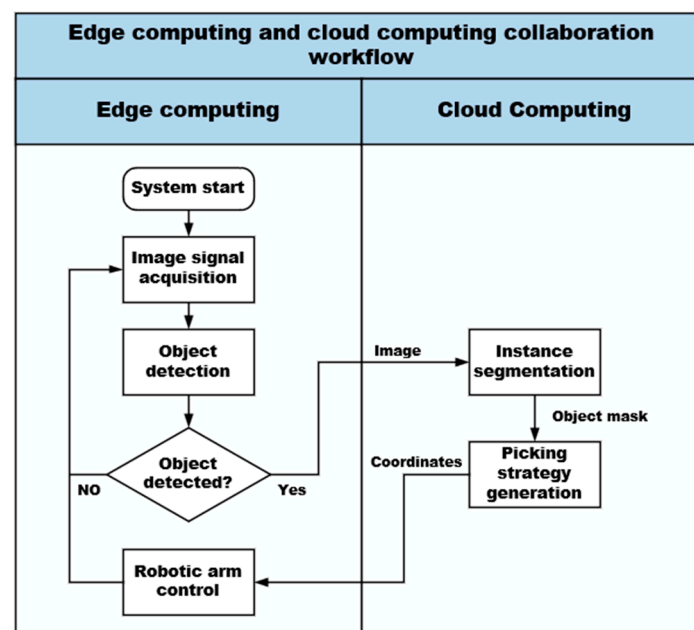 Edge computing and cloud computing collaboration
workflow
Edge computing
Cloud Computing
System start
Image signal
acquisition
Object
detection
Image
Instance
segmentation
Object mask
Object
detected?
NO
Yes
Coordinates
Picking
strategy
generation
Robotic arm
control